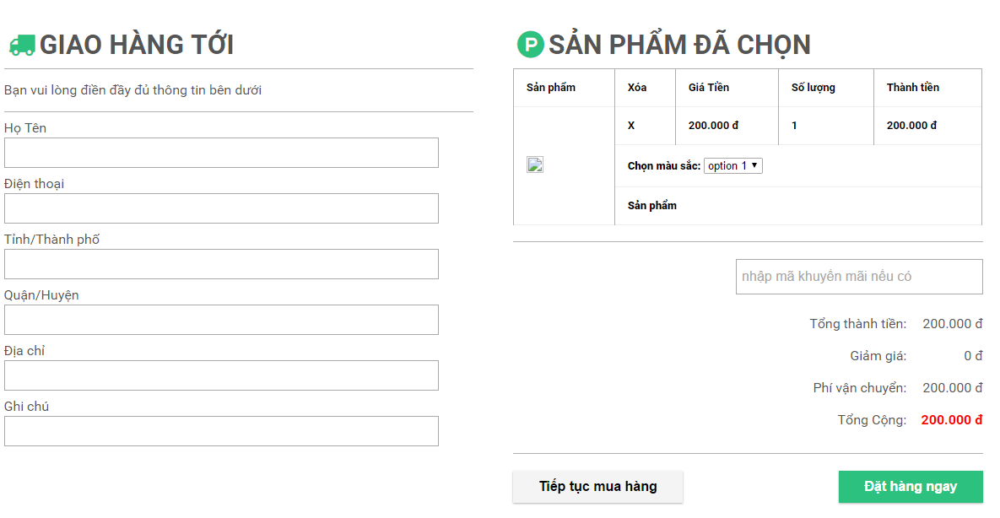 GIAO HÀNG TỚI
Bạn vui lòng điền đầy đủ thông tin bên dưới
Họ Tên
Điện thoại
Tỉnh/Thành phố
Quận/Huyện
Địa chỉ
Ghi chú
P SẢN PHẨM ĐÃ CHỌN
Sản phẩm Xóa Giá Tiền Số lượng Thành tiền
X 200.000 đ 1 200.000 đ
Chọn màu sắc: option 1
Sản phẩm
nhập mã khuyễn mãi nếu có
Tổng thành tiền: 200.000 đ
Giảm giá: 0 đ
Phí vận chuyển: 200.000 đ
Tổng Cộng: 200.000 đ
Tiếp tục mua hàng Đặt hàng ngay